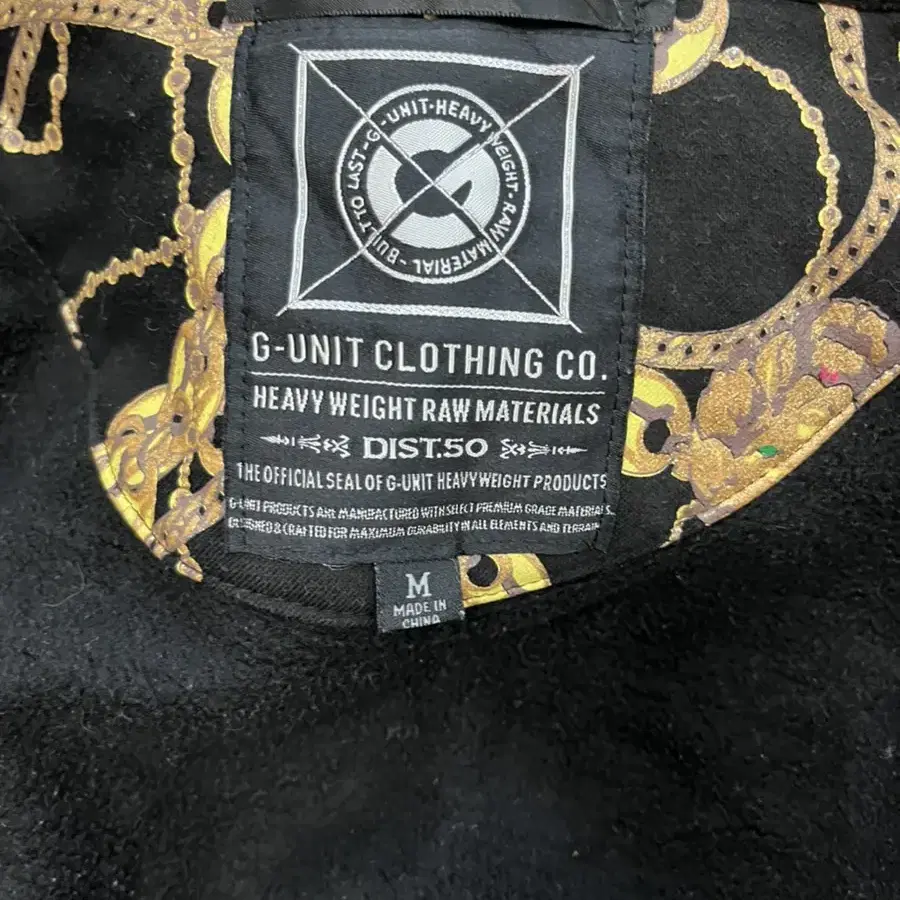 G-UNIT-HEAVY WEIGHT-RAW MATERIAL-BUILT TO LAST-
G-UNIT CLOTHING CO.
HEAVY WEIGHT RAW MATERIALS
DIST.50
THE OFFICIAL SEAL OF G-UNIT HEAVYWEIGHT PRODUCTS
G-UNIT PRODUCTS ARE MANUFACTURED WITH SELECT PREMIUM GRADE MATERIALS.
DESIGNED & CRAFTED FOR MAXIMUM DURABILITY IN ALL ELEMENTS AND TERRAIN
M
MADE IN
CHINA